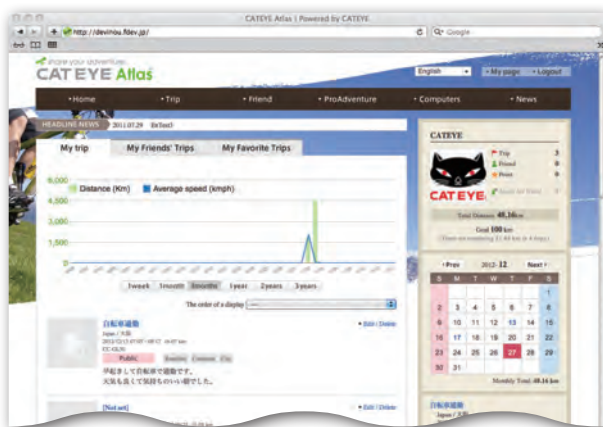 CATEYE Atlas | Powered by CATEYE
http://devinou.fdev.jp/
Google
share your adventures.
CATEYE Atlas
English
My page
Logout
Home
Trip
Friend
ProAdventure
Computers
News
HEADLINE NEWS
2011.07.29
My trip
My Friends' Trips
My Favorite Trips
Distance (Km)
Average speed (kmph)
6,000
4,500
3,000
1,500
0
1week
1month
3months
1year
2years
3years
The order of a display
自転車通勤
Japan / 大阪
Edit / Delete
Public
早起きして自転車で通勤です。
天気も良くて気持ちのいい朝でした。
[Not set]
Edit / Delete
CATEYE
CATEYE
Trip 3
Friend 0
Point 0
Total Distance 48.16km
Goal 100 km
Prev
2012-12
Next
S M T W T F S
1
2 3 4 5 6 7 8
9 10 11 12 13 14 15
16 17 18 19 20 21 22
23 24 25 26 27 28 29
30 31
Monthly Total 48.16 km
自転車通勤
Japan / 大阪